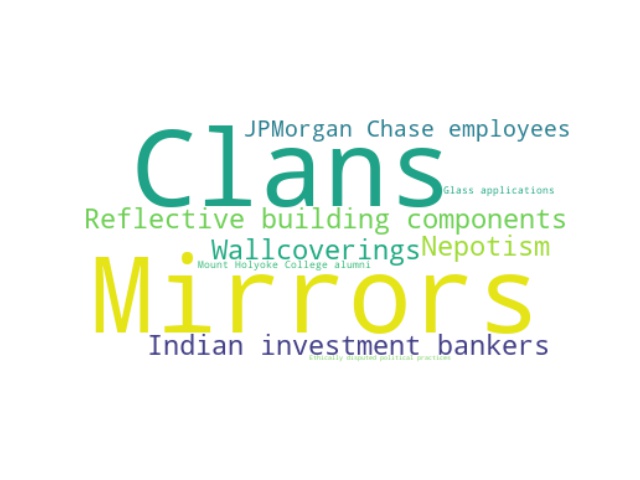 JPMorgan Chase employees
Clans
Glass applications
Reflective building components
Wallcoverings
Nepotism
Mount Holyoke College alumni
Mirrors
Indian investment bankers
Ethically disputed political practices